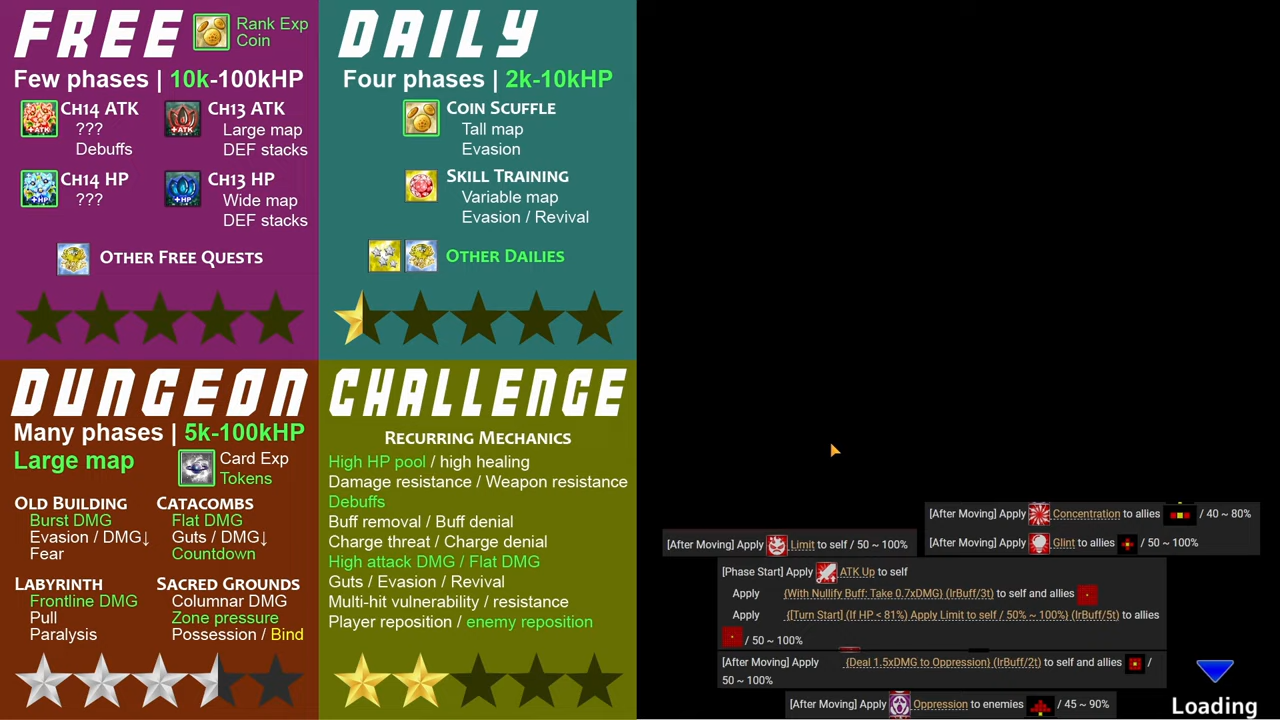 FREE
Rank Exp
Coin
Few phases | 10k-100kHP
CH14 ATK
???
Debuffs
CH13 ATK
Large map
DEF stacks
CH14 HP
???
CH13 HP
Wide map
DEF stacks
OTHER FREE QUESTS
DAILY
Four phases | 2k-10kHP
COIN SCUFFLE
Tall map
Evasion
SKILL TRAINING
Variable map
Evasion / Revival
OTHER DAILIES
DUNGEON
Many phases | 5k-100kHP
Large map
Card Exp
Tokens
OLD BUILDING
Burst DMG
Evasion / DMG↓
Fear
CATACOMBS
Flat DMG
Guts / DMG↓
Countdown
LABYRINTH
Frontline DMG
Pull
Paralysis
SACRED GROUNDS
Columnar DMG
Zone pressure
Possession / Bind
CHALLENGE
RECURRING MECHANICS
High HP pool / high healing
Damage resistance / Weapon resistance
Debuffs
Buff removal / Buff denial
Charge threat / Charge denial
High attack DMG / Flat DMG
Guts / Evasion / Revival
Multi-hit vulnerability / resistance
Player reposition / enemy reposition
+ATK
+ATK
+HP
+HP
[After Moving] Apply Concentration to allies / 40 ~ 80%
[After Moving] Apply Limit to self / 50 ~ 100%
[After Moving] Apply Glint to allies / 50 ~ 100%
[Phase Start] Apply ATK Up to self
Apply {With Nullify Buff: Take 0.7xDMG} (IrBuff/3t) to self and allies
Apply {[Turn Start] (If HP < 81%) Apply Limit to self / 50% ~ 100%} (IrBuff/5t) to allies
/ 50 ~ 100%
[After Moving] Apply {Deal 1.5xDMG to Oppression} (IrBuff/2t) to self and allies /
50 ~ 100%
[After Moving] Apply Oppression to enemies / 45 ~ 90%
Loading